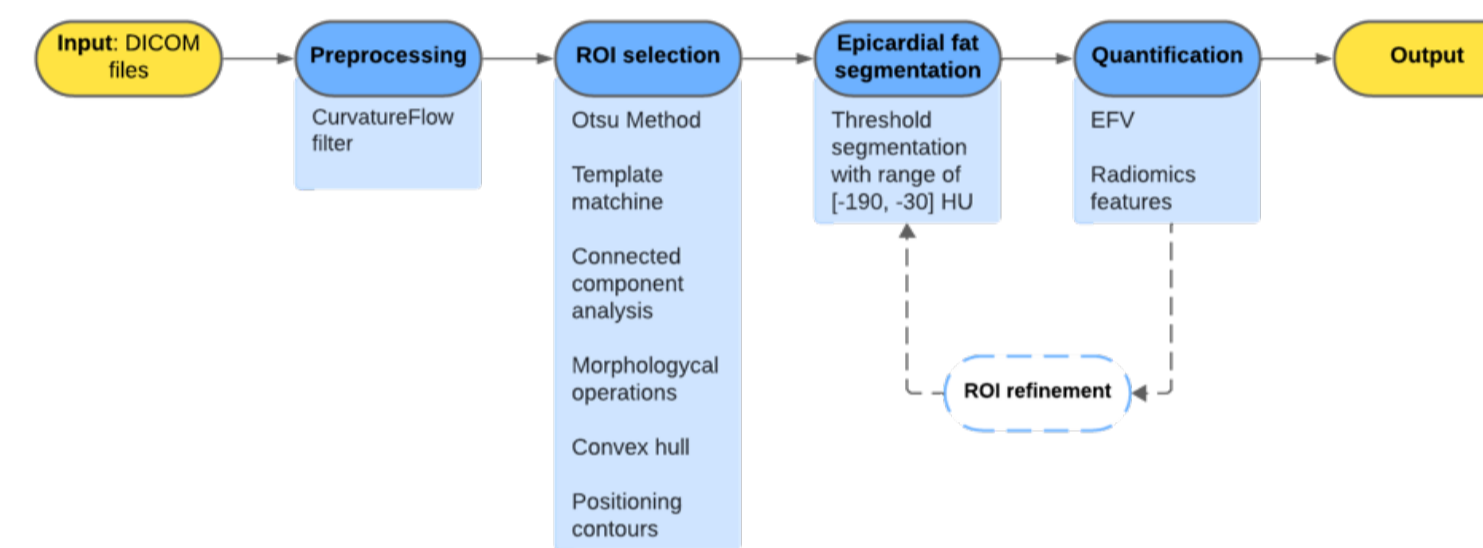 Input: DICOM
files
Preprocessing
CurvatureFlow
filter
ROI selection
Otsu Method
Template
matchine
Connected
component
analysis
Morphologycal
operations
Convex hull
Positioning
contours
Epicardial fat
segmentation
Threshold
segmentation
with range of
[-190, -30] HU
Quantification
EFV
Radiomics
features
ROI refinement
Output